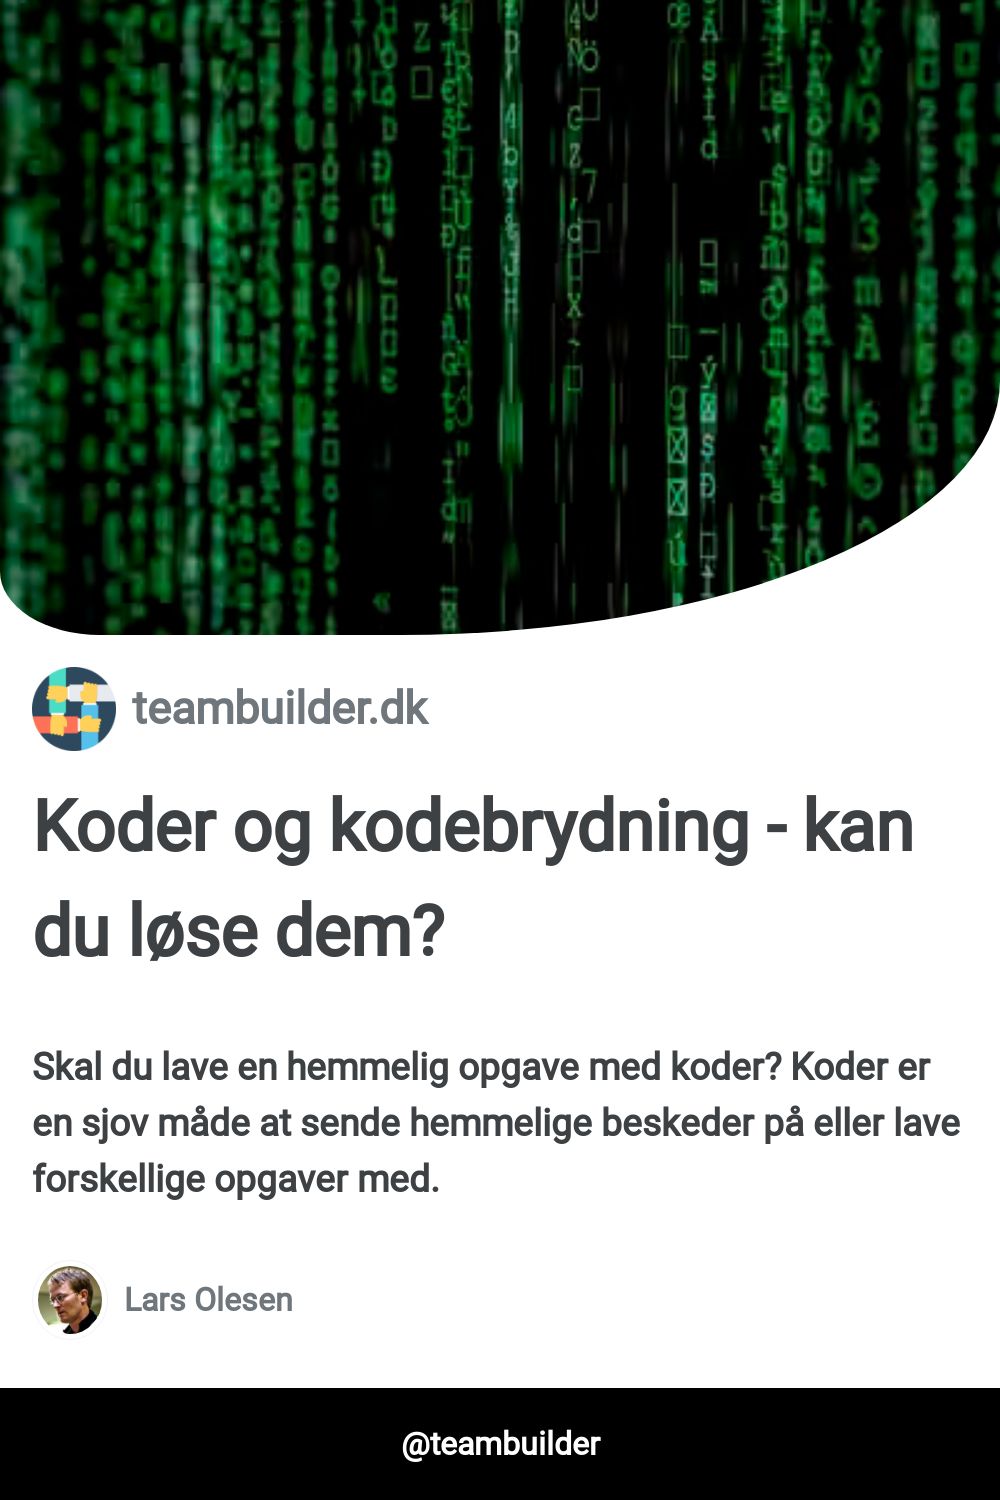 teambuilder.dk
Koder og kodebrydning - kan
du løse dem?
Skal du lave en hemmelig opgave med koder? Koder er
en sjov måde at sende hemmelige beskeder på eller lave
forskellige opgaver med.
Lars Olesen
@teambuilder